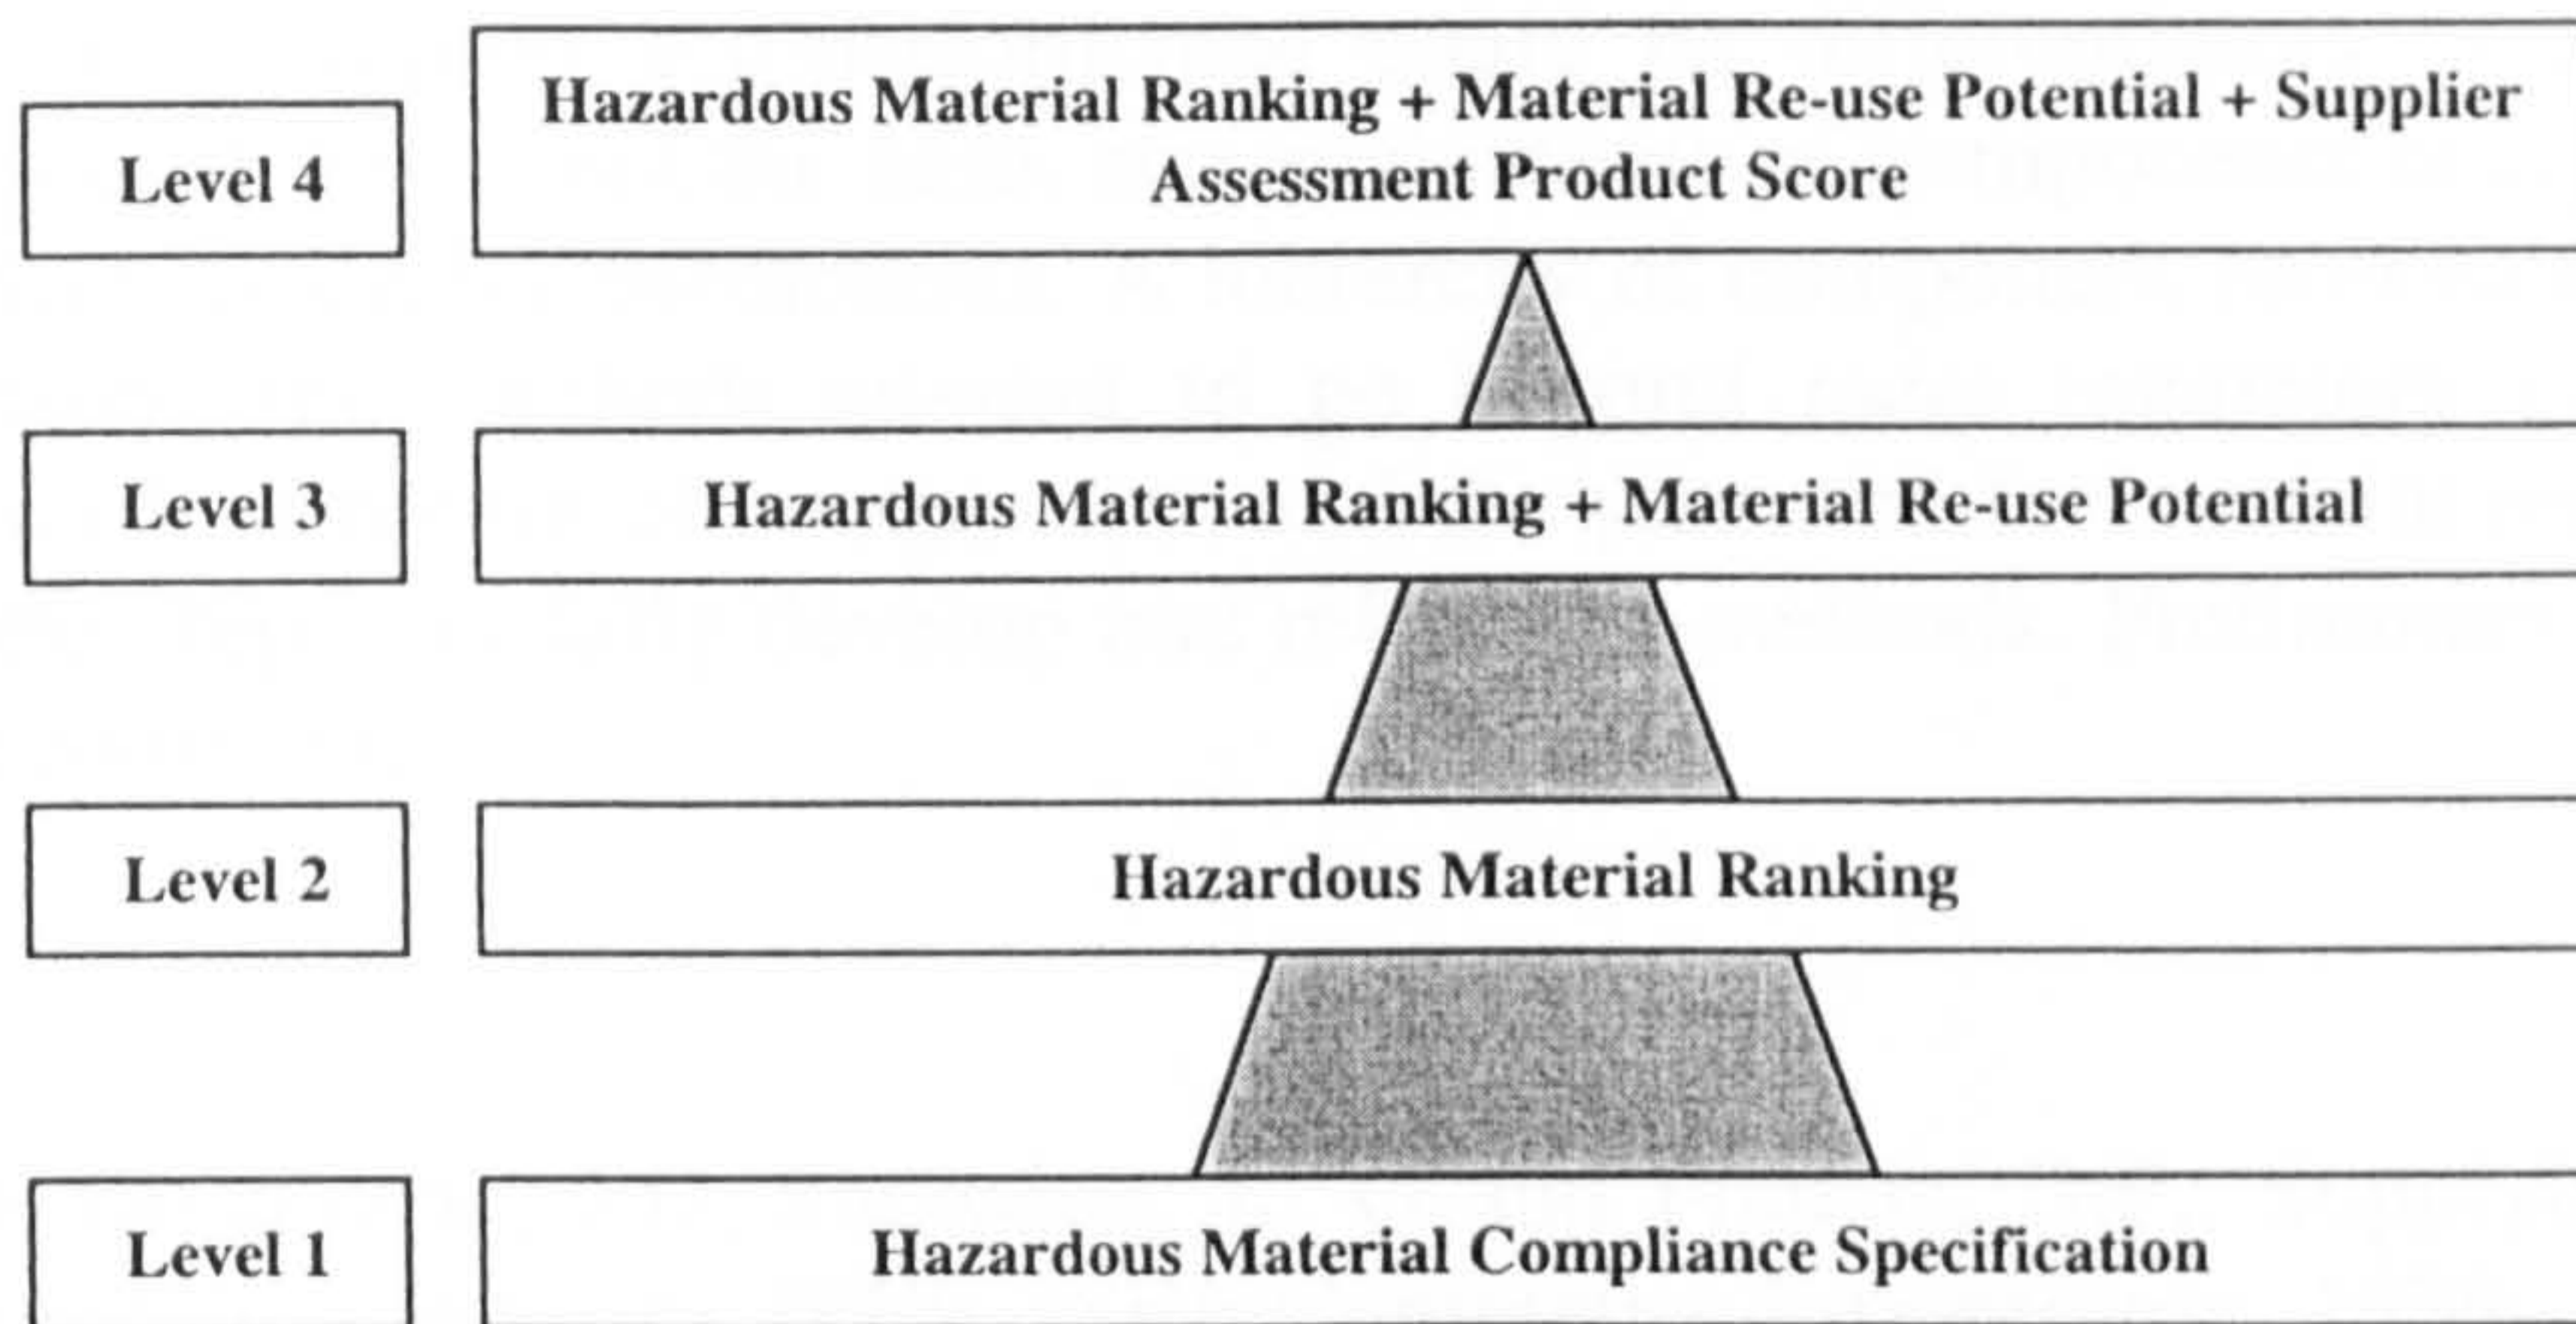 Level 4
Hazardous Material Ranking + Material Re-use Potential + Supplier
Assessment Product Score
Level 3
Hazardous Material Ranking + Material Re-use Potential
Level 2
Hazardous Material Ranking
Level 1
Hazardous Material Compliance Specification